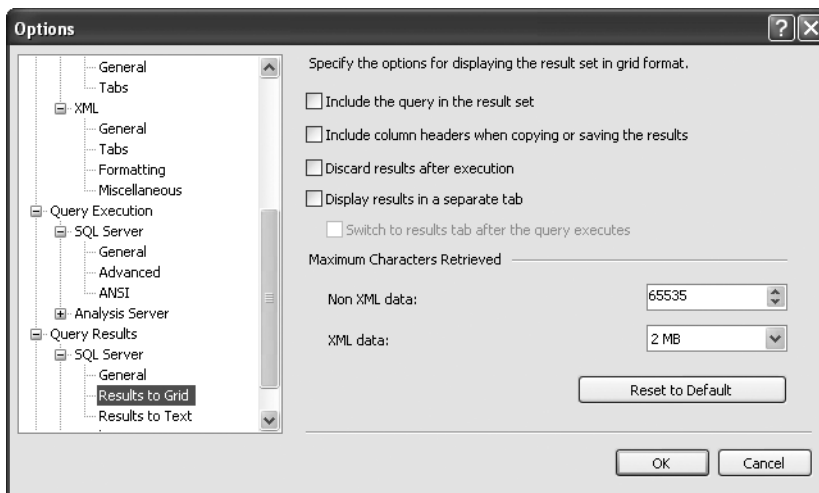 Options
General
Tabs
XML
General
Tabs
Formatting
Miscellaneous
Query Execution
SQL Server
General
Advanced
ANSI
Analysis Server
Query Results
SQL Server
General
Results to Grid
Results to Text
Specify the options for displaying the result set in grid format.
Include the query in the result set
Include column headers when copying or saving the results
Discard results after execution
Display results in a separate tab
Switch to results tab after the query executes
Maximum Characters Retrieved
Non XML data: 65535
XML data: 2 MB
Reset to Default
OK Cancel